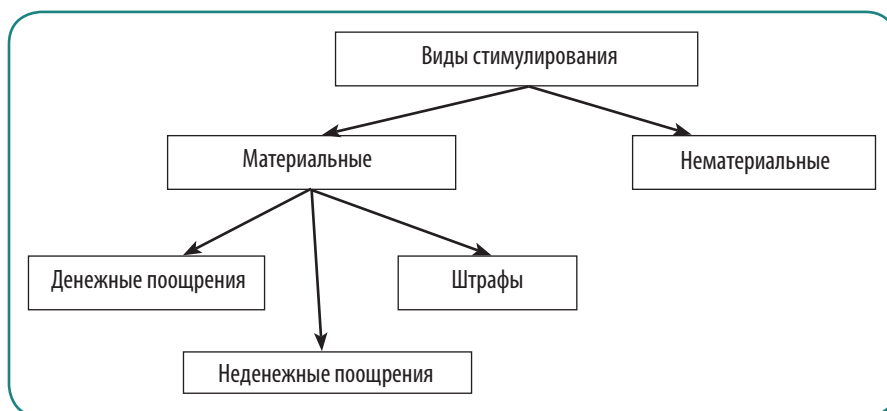 Виды стимулирования
Материальные
Нематериальные
Денежные поощрения
Штрафы
Неденежные поощрения